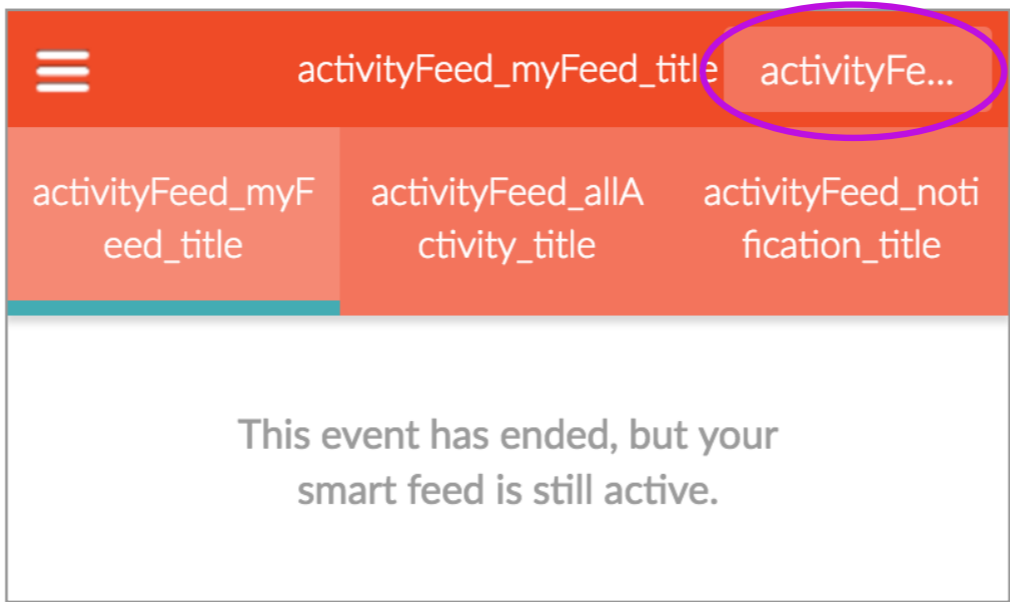 activityFeed_myFeed_title
activityFe...
activityFeed_myF
eed_title
activityFeed_allA
ctivity_title
activityFeed_noti
fication_title
This event has ended, but your
smart feed is still active.